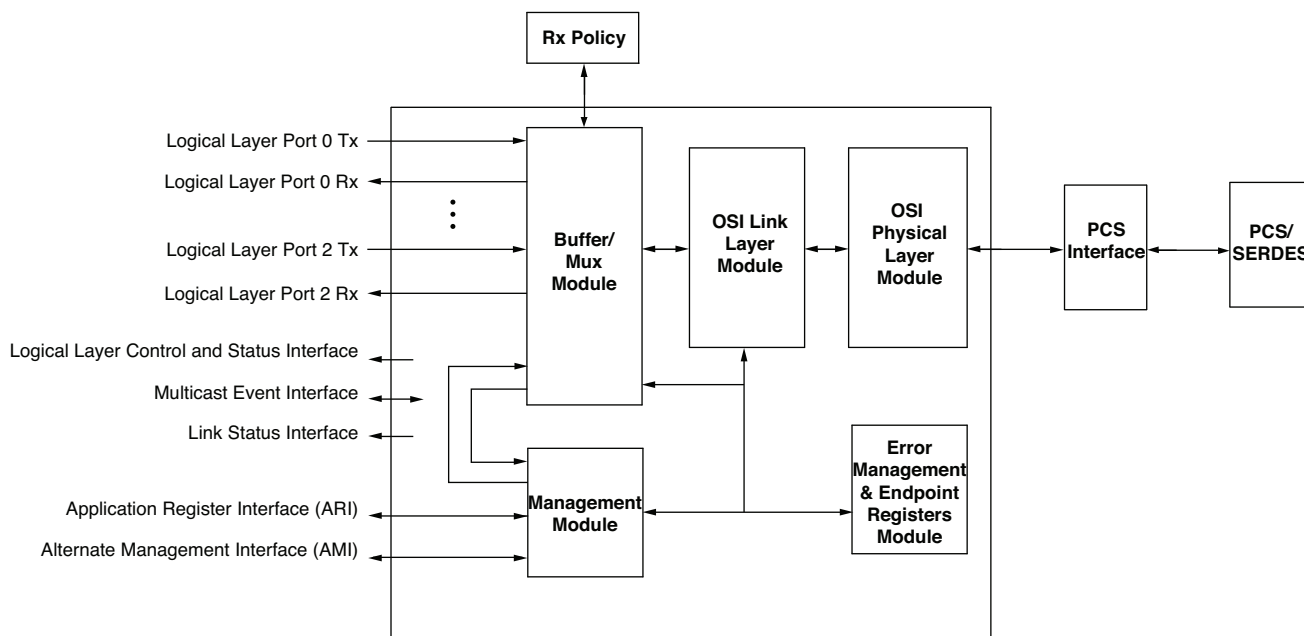 Rx Policy
Logical Layer Port 0 Tx
Logical Layer Port 0 Rx
Logical Layer Port 2 Tx
Logical Layer Port 2 Rx
Logical Layer Control and Status Interface
Multicast Event Interface
Link Status Interface
Application Register Interface (ARI)
Alternate Management Interface (AMI)
Buffer/
Mux
Module
OSI Link
Layer
Module
OSI
Physical
Layer
Module
PCS
Interface
PCS/
SERDES
Management
Module
Error
Management
& Endpoint
Registers
Module